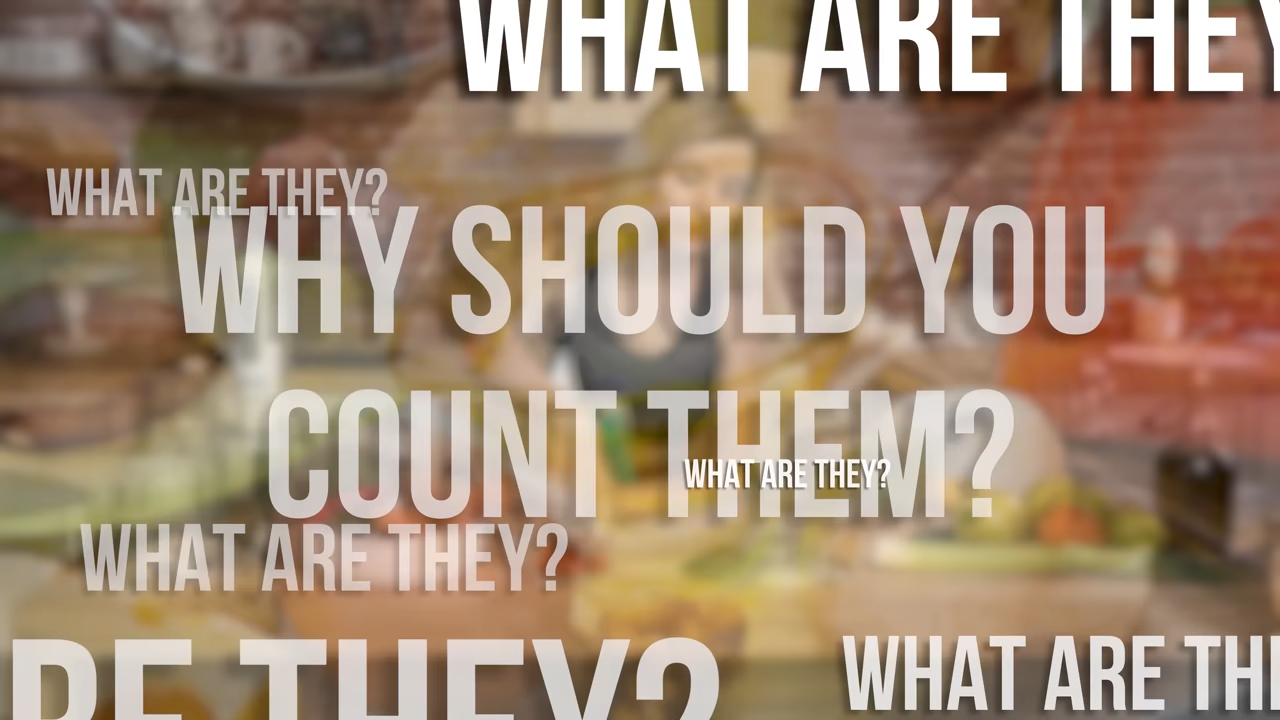 WHAT ARE THEY
WHAT ARE THEY?
WHY SHOULD YOU
COUNT THEM?
WHAT ARE THEY?
WHAT ARE THEY?
RE THEY?
WHAT ARE THE